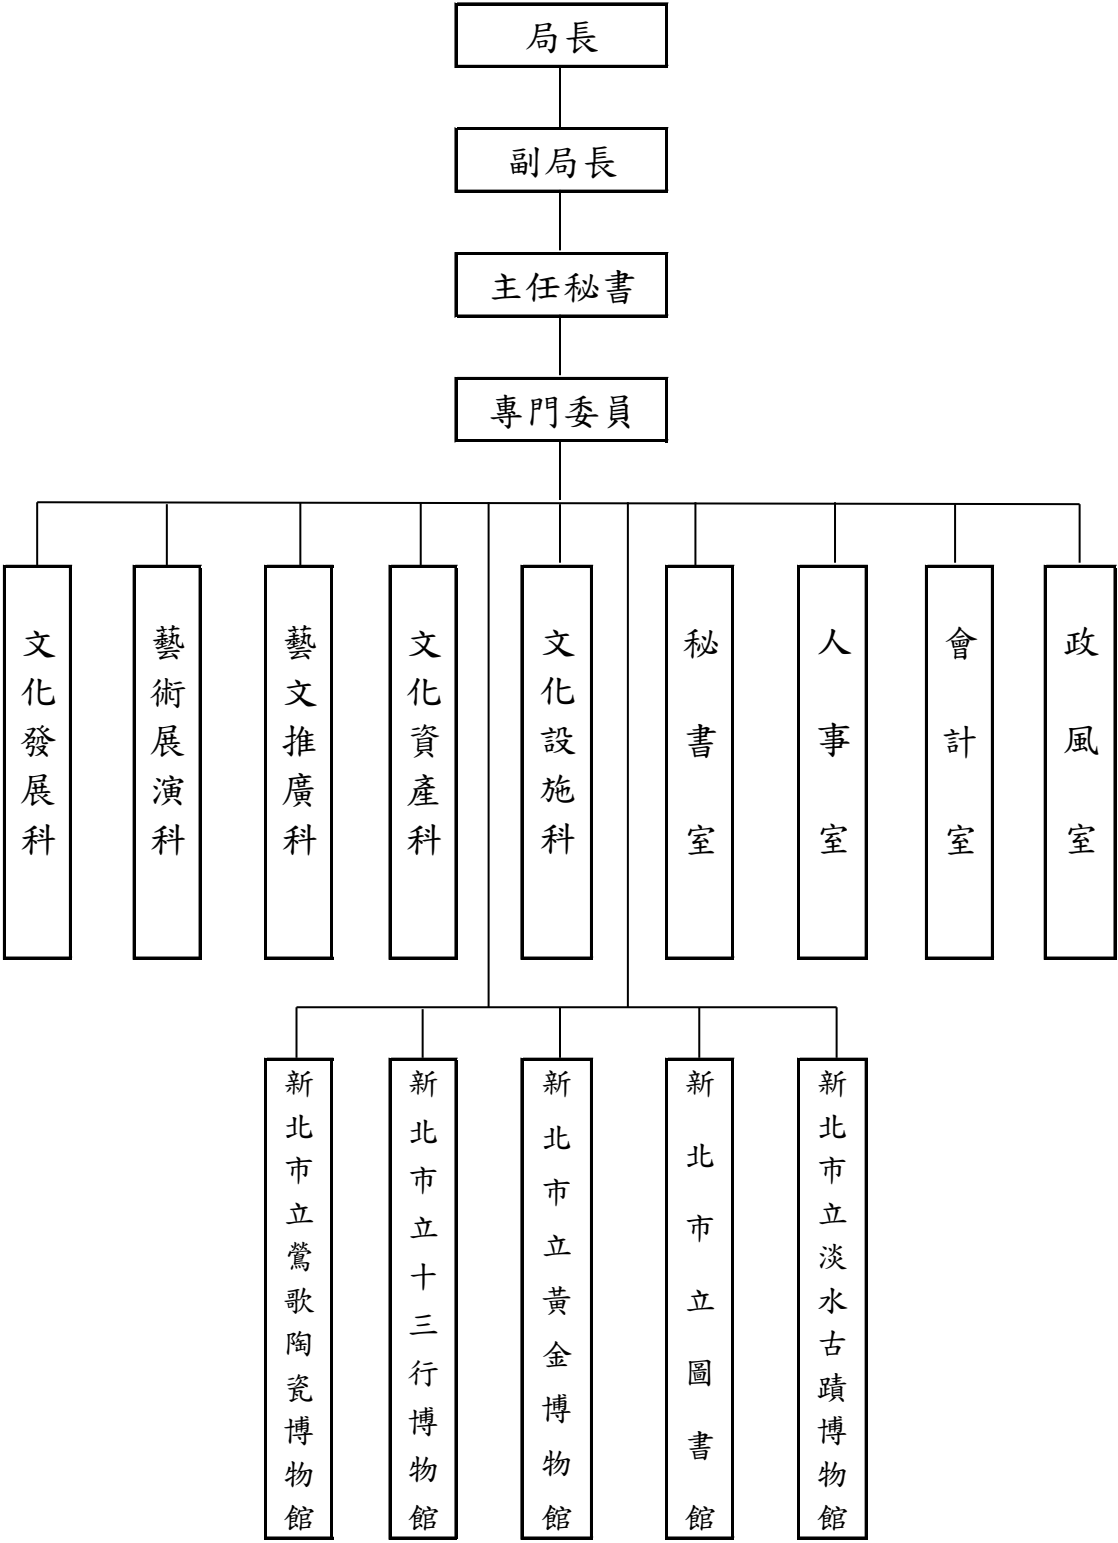 局長
副局長
主任秘書
專門委員
文化發展科
藝術展演科
藝文推廣科
文化資產科
文化設施科
秘書室
人事室
會計室
政風室
新北市立鶯歌陶瓷博物館
新北市立十三行博物館
新北市立黃金博物館
新北市立圖書館
新北市立淡水古蹟博物館